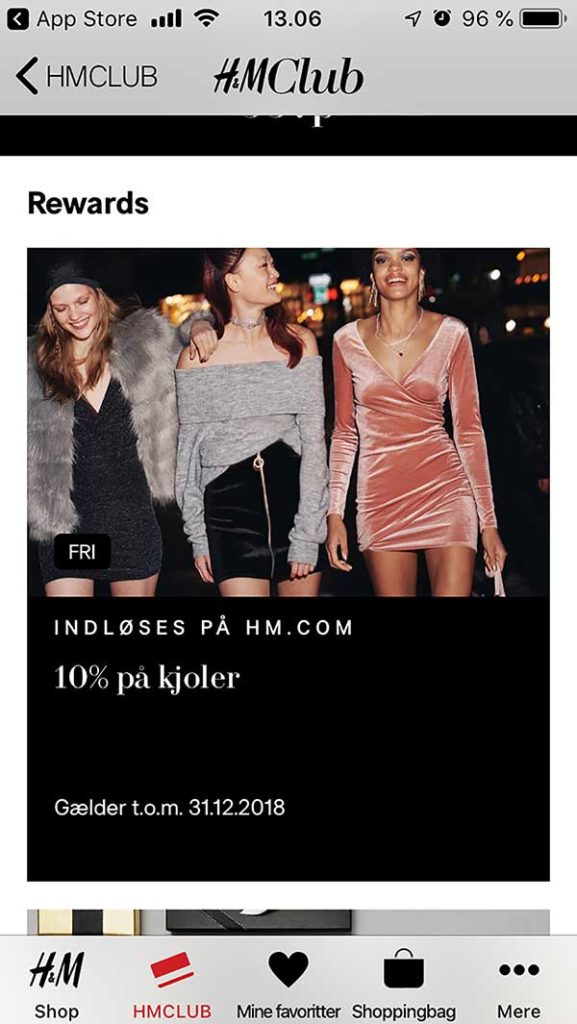 App Store 13.06 96 %
HMCLUB H&M Club
Rewards
FRI
INDLØSES PÅ HM.COM
10% på kjoler
Gælder t.o.m. 31.12.2018
H&M
Shop HMCLUB Mine favoritter Shoppingbag Mere